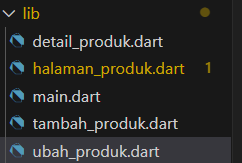 lib
detail_produk.dart
halaman_produk.dart 1
main.dart
tambah_produk.dart
ubah_produk.dart